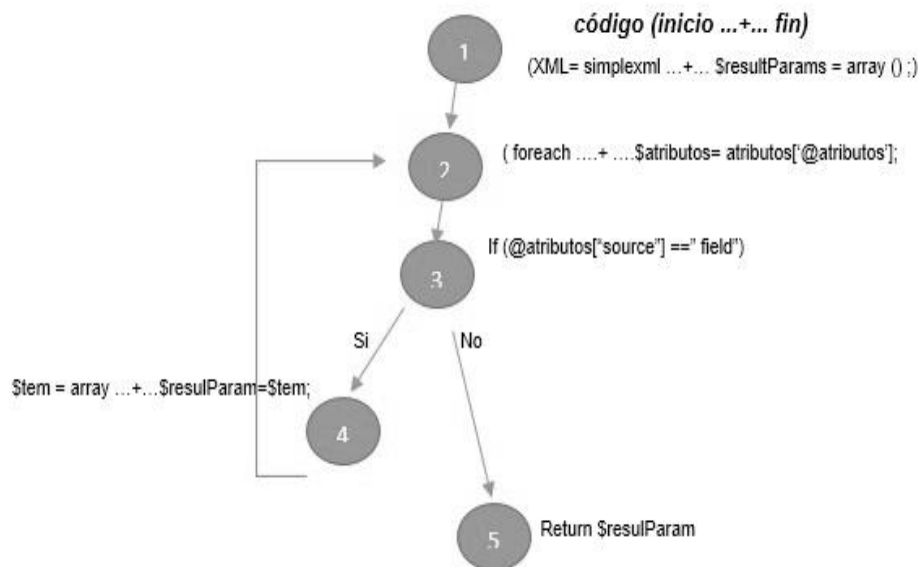 código (inicio ...+... fin)
1
(XML= simplexml ...+... $resultParams = array () ;)
2
( foreach ....+ ....$atributos= atributos['@atributos'];
3
If (@atributos["source"] ==" field")
Si
No
$tem = array ...+...$resulParam=$tem;
4
5
Return $resulParam